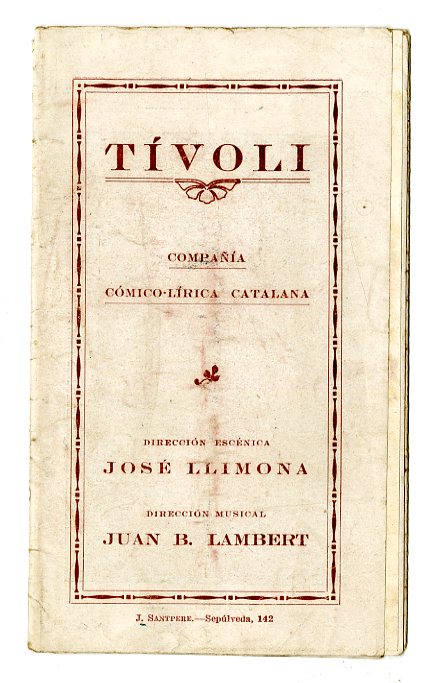 TÍVOLI
COMPAÑÍA
CÓMICO-LÍRICA CATALANA
DIRECCIÓN ESCÉNICA
JOSÉ LLIMONA
DIRECCIÓN MUSICAL
JUAN B. LAMBERT
J. SANTPERE.—Sepúlveda, 142